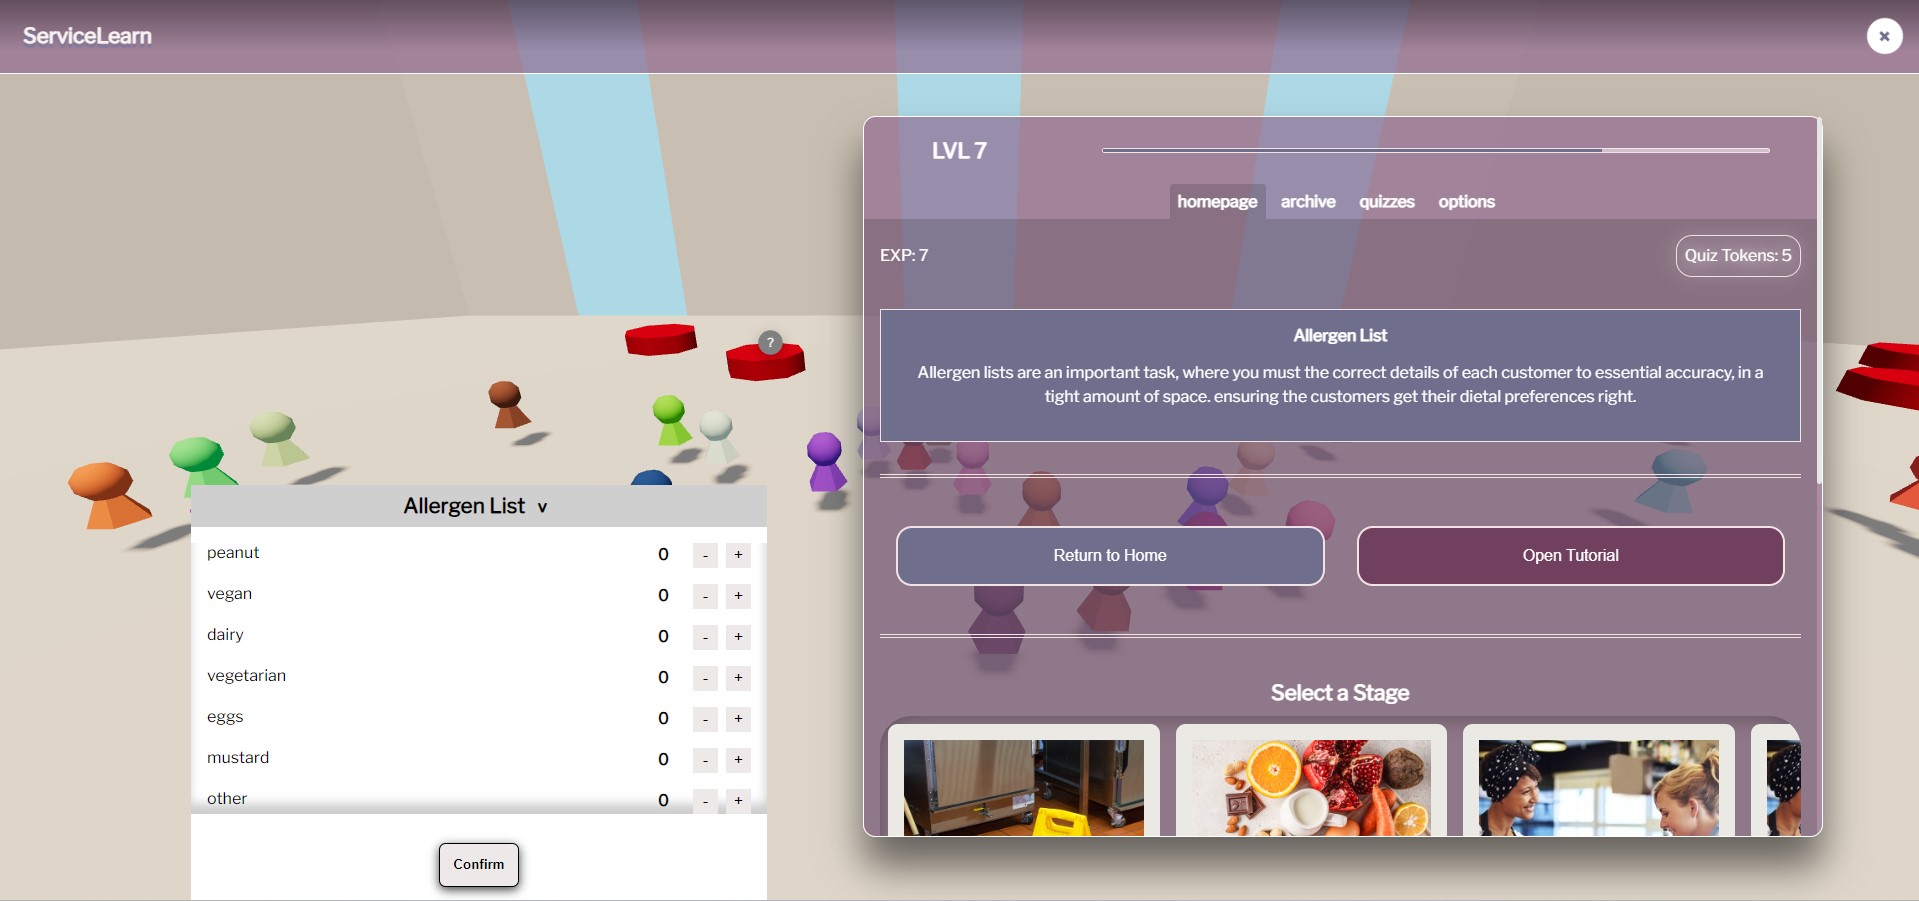 ServiceLearn
×
LVL 7
homepage archive quizzes options
EXP: 7
Quiz Tokens: 5
Allergen List
Allergen lists are an important task, where you must the correct details of each customer to essential accuracy, in a
tight amount of space. ensuring the customers get their dietal preferences right.
Return to Home
Open Tutorial
Select a Stage
?
Allergen List v
peanut 0 - +
vegan 0 - +
dairy 0 - +
vegetarian 0 - +
eggs 0 - +
mustard 0 - +
other 0 - +
Confirm